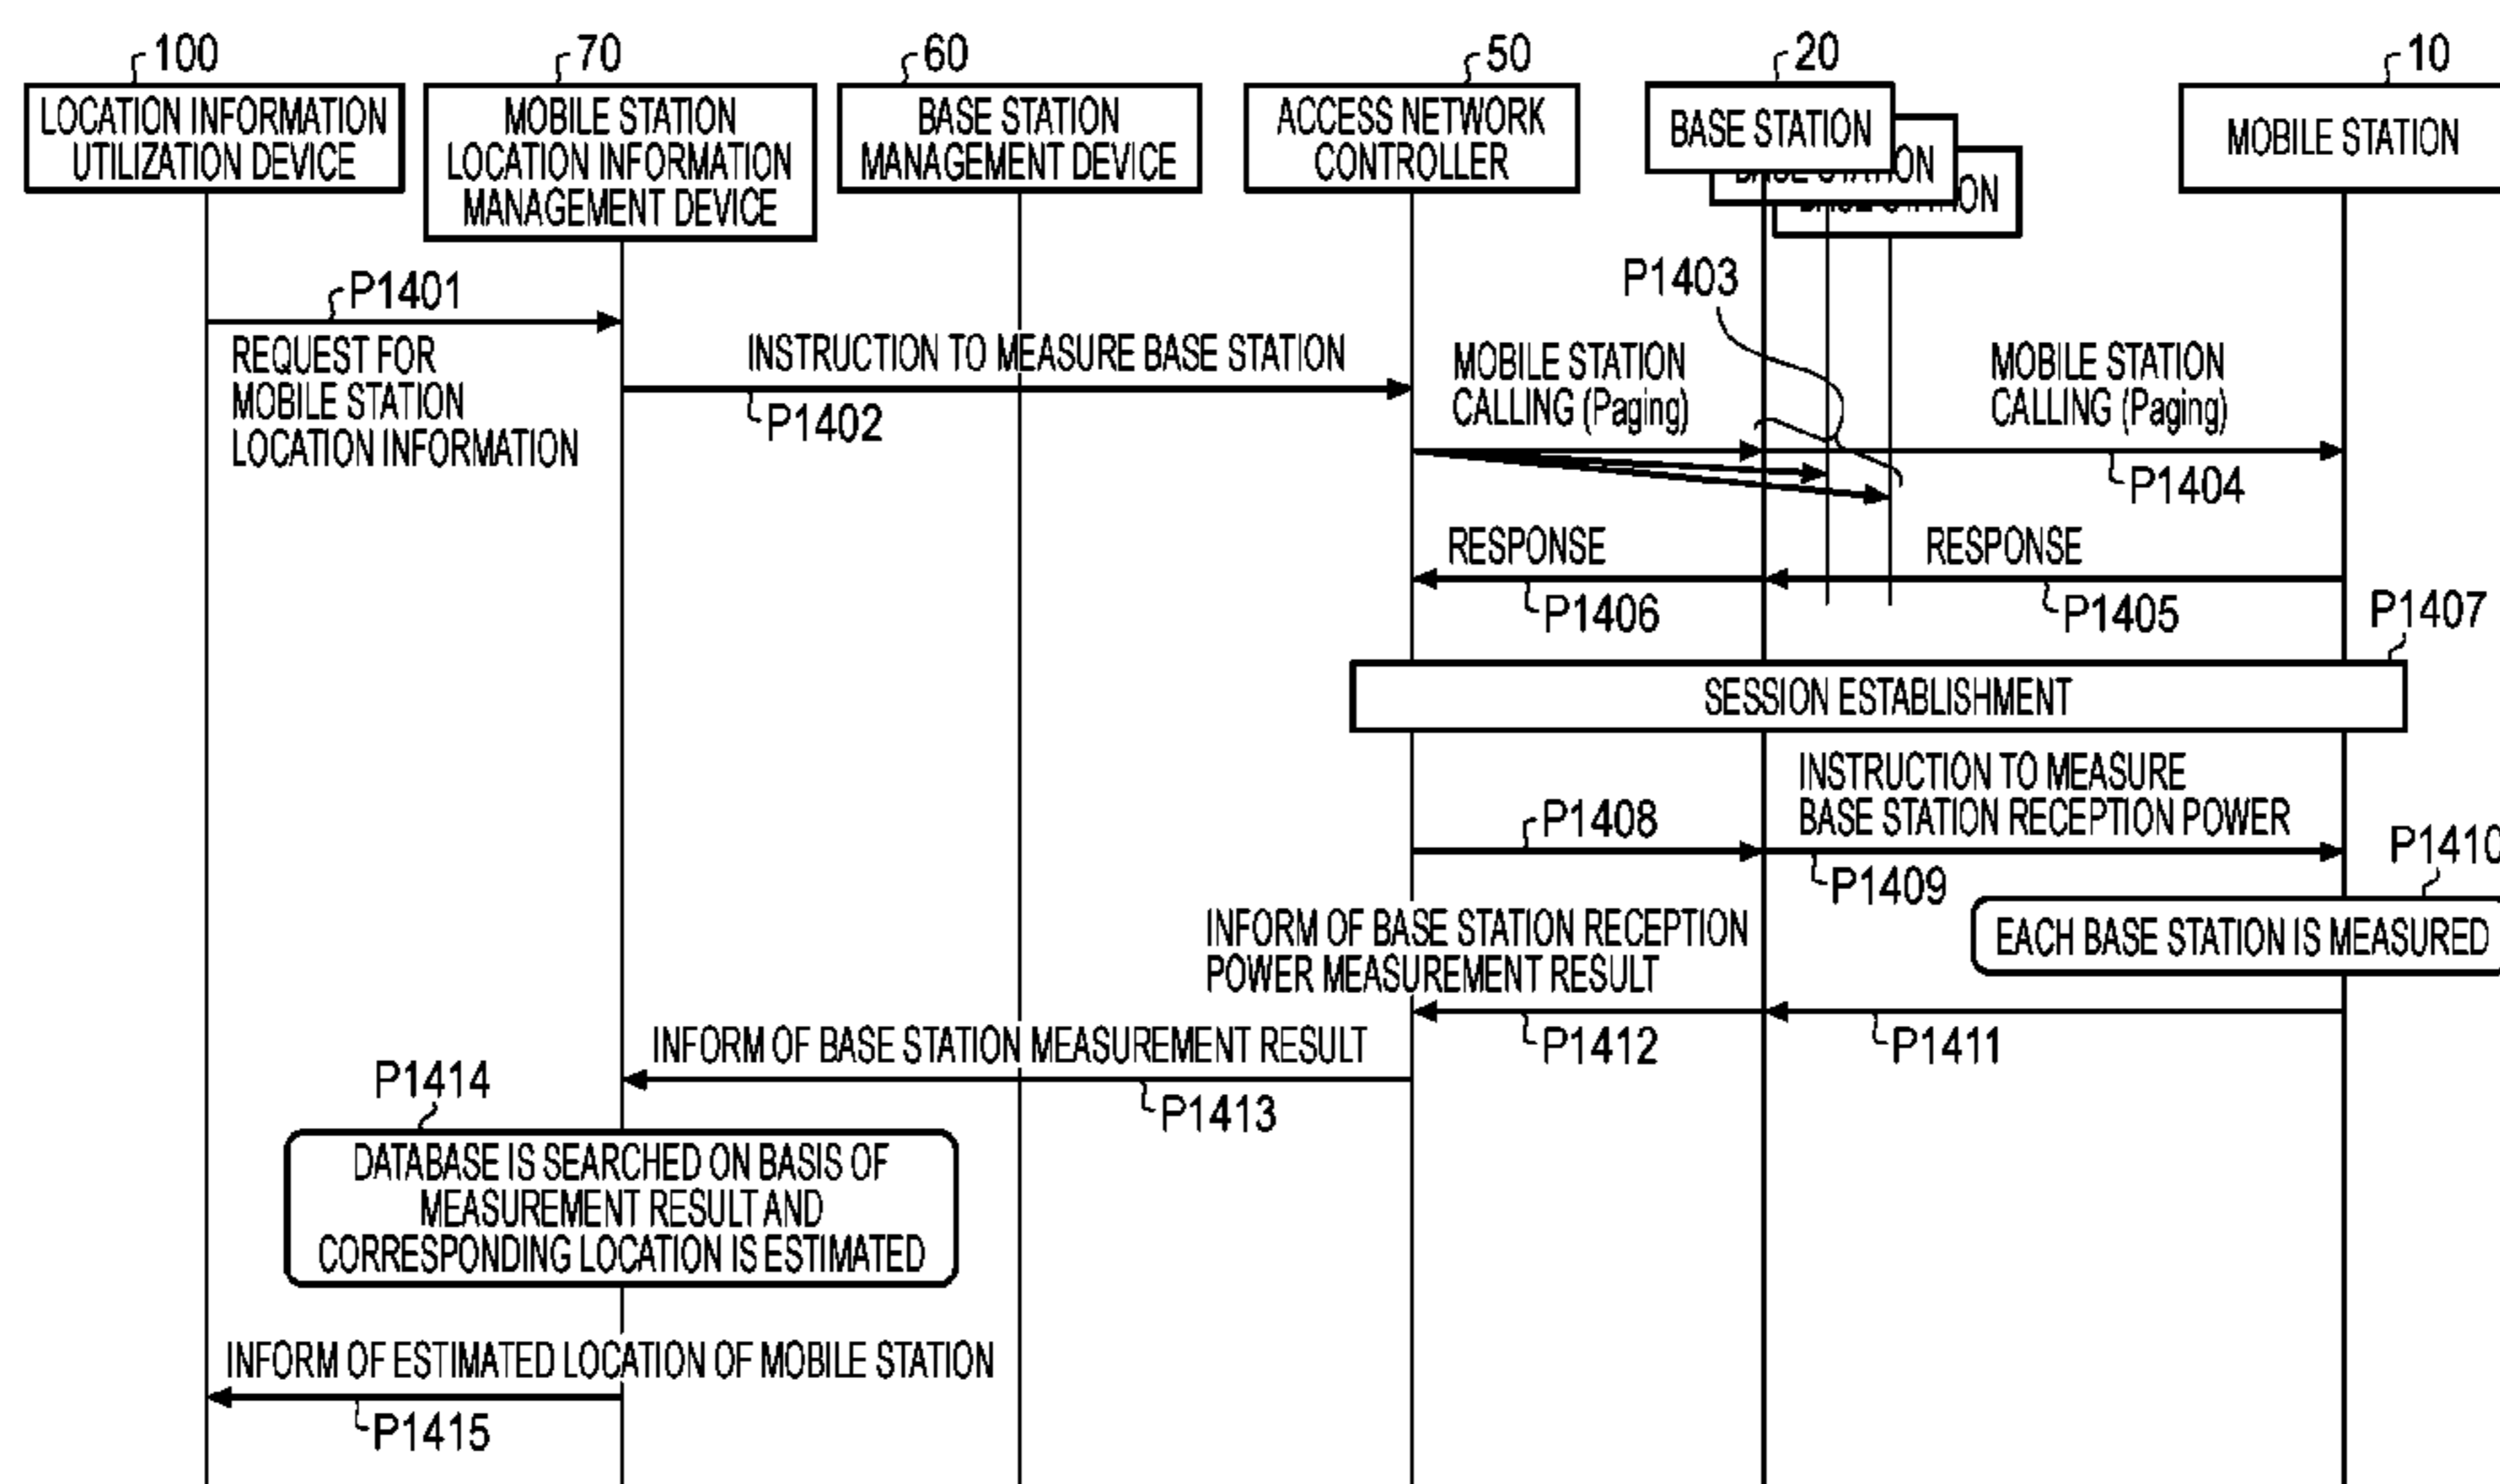 100
70
60
50
20
10
LOCATION INFORMATION
UTILIZATION DEVICE
MOBILE STATION
LOCATION INFORMATION
MANAGEMENT DEVICE
BASE STATION
MANAGEMENT DEVICE
ACCESS NETWORK
CONTROLLER
BASE STATION
BASE STATION
BASE STATION
MOBILE STATION
P1401
REQUEST FOR
MOBILE STATION
LOCATION INFORMATION
INSTRUCTION TO MEASURE BASE STATION
P1402
P1403
MOBILE STATION
CALLING (Paging)
MOBILE STATION
CALLING (Paging)
P1404
RESPONSE
RESPONSE
P1406
P1405
P1407
SESSION ESTABLISHMENT
INSTRUCTION TO MEASURE
BASE STATION RECEPTION POWER
P1408
P1409
P1410
EACH BASE STATION IS MEASURED
INFORM OF BASE STATION RECEPTION
POWER MEASUREMENT RESULT
P1412
P1411
INFORM OF BASE STATION MEASUREMENT RESULT
P1413
P1414
DATABASE IS SEARCHED ON BASIS OF
MEASUREMENT RESULT AND
CORRESPONDING LOCATION IS ESTIMATED
INFORM OF ESTIMATED LOCATION OF MOBILE STATION
P1415